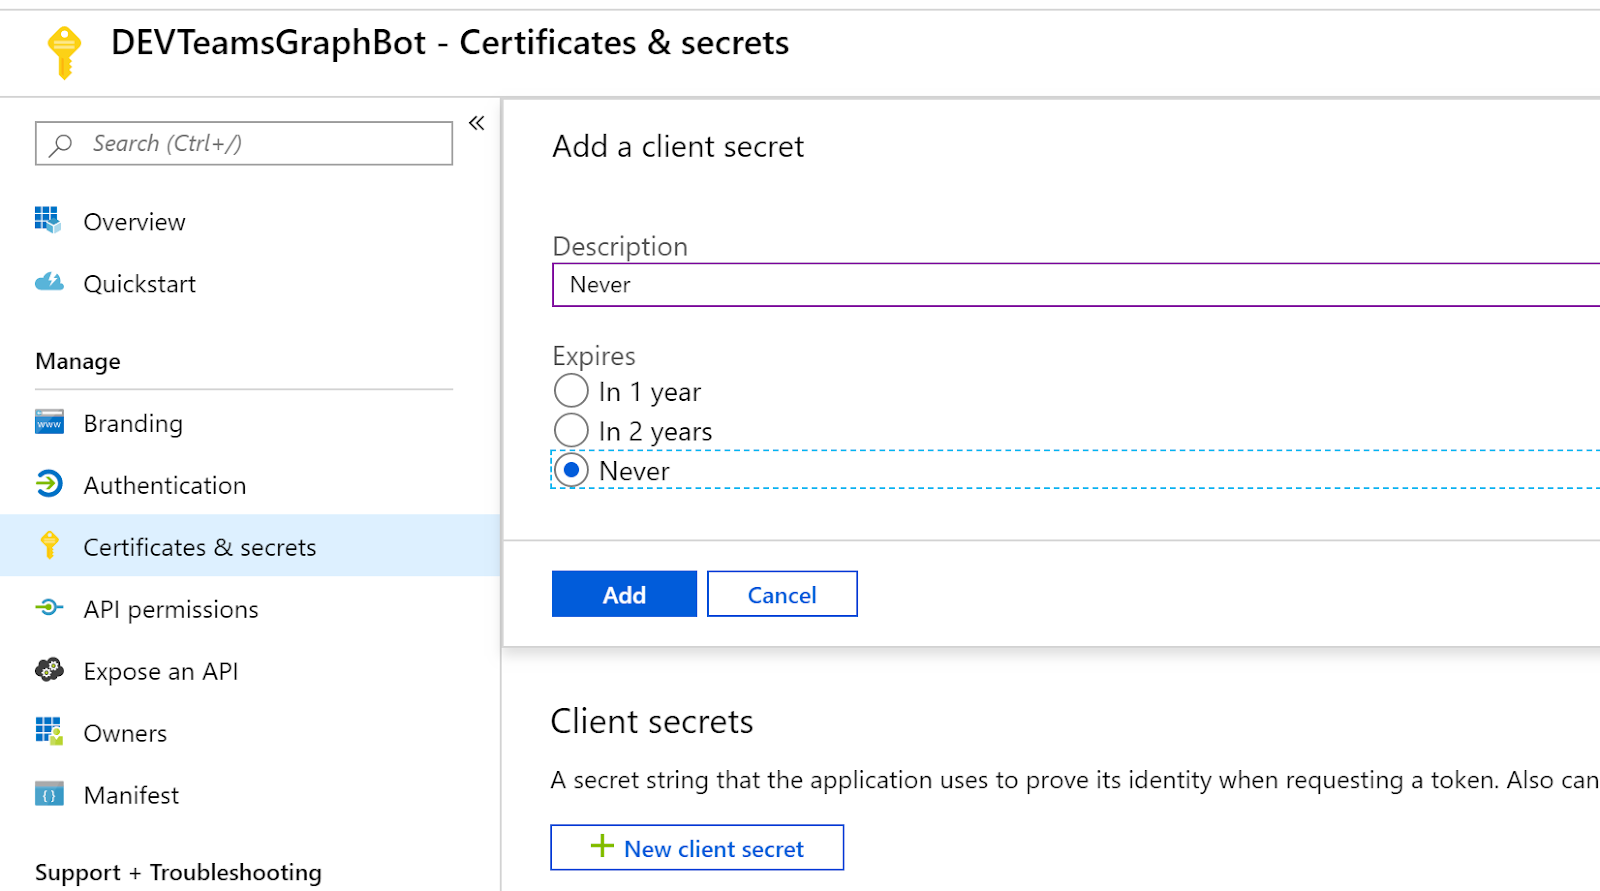 DEVTeamsGraphBot - Certificates & secrets
Search (Ctrl+/)
«
Overview
Quickstart
Manage
www
Branding
Authentication
Certificates & secrets
API permissions
Expose an API
Owners
{}
Manifest
Support + Troubleshooting
Add a client secret
Description
Never
Expires
In 1 year
In 2 years
Never
Add
Cancel
Client secrets
A secret string that the application uses to prove its identity when requesting a token. Also can
+ New client secret